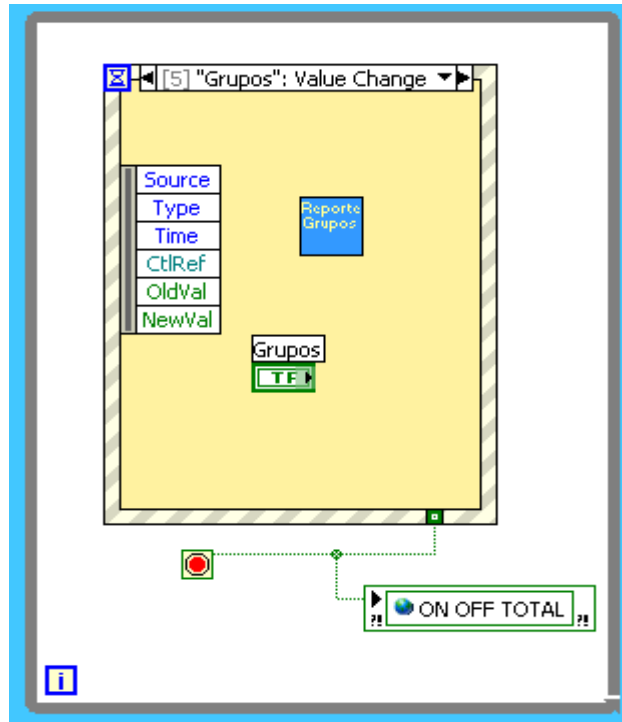 [5] "Grupos": Value Change
Source
Type
Time
CtlRef
OldVal
NewVal
Reporte
Grupos
Grupos
TF
?!
ON OFF TOTAL
?!
i